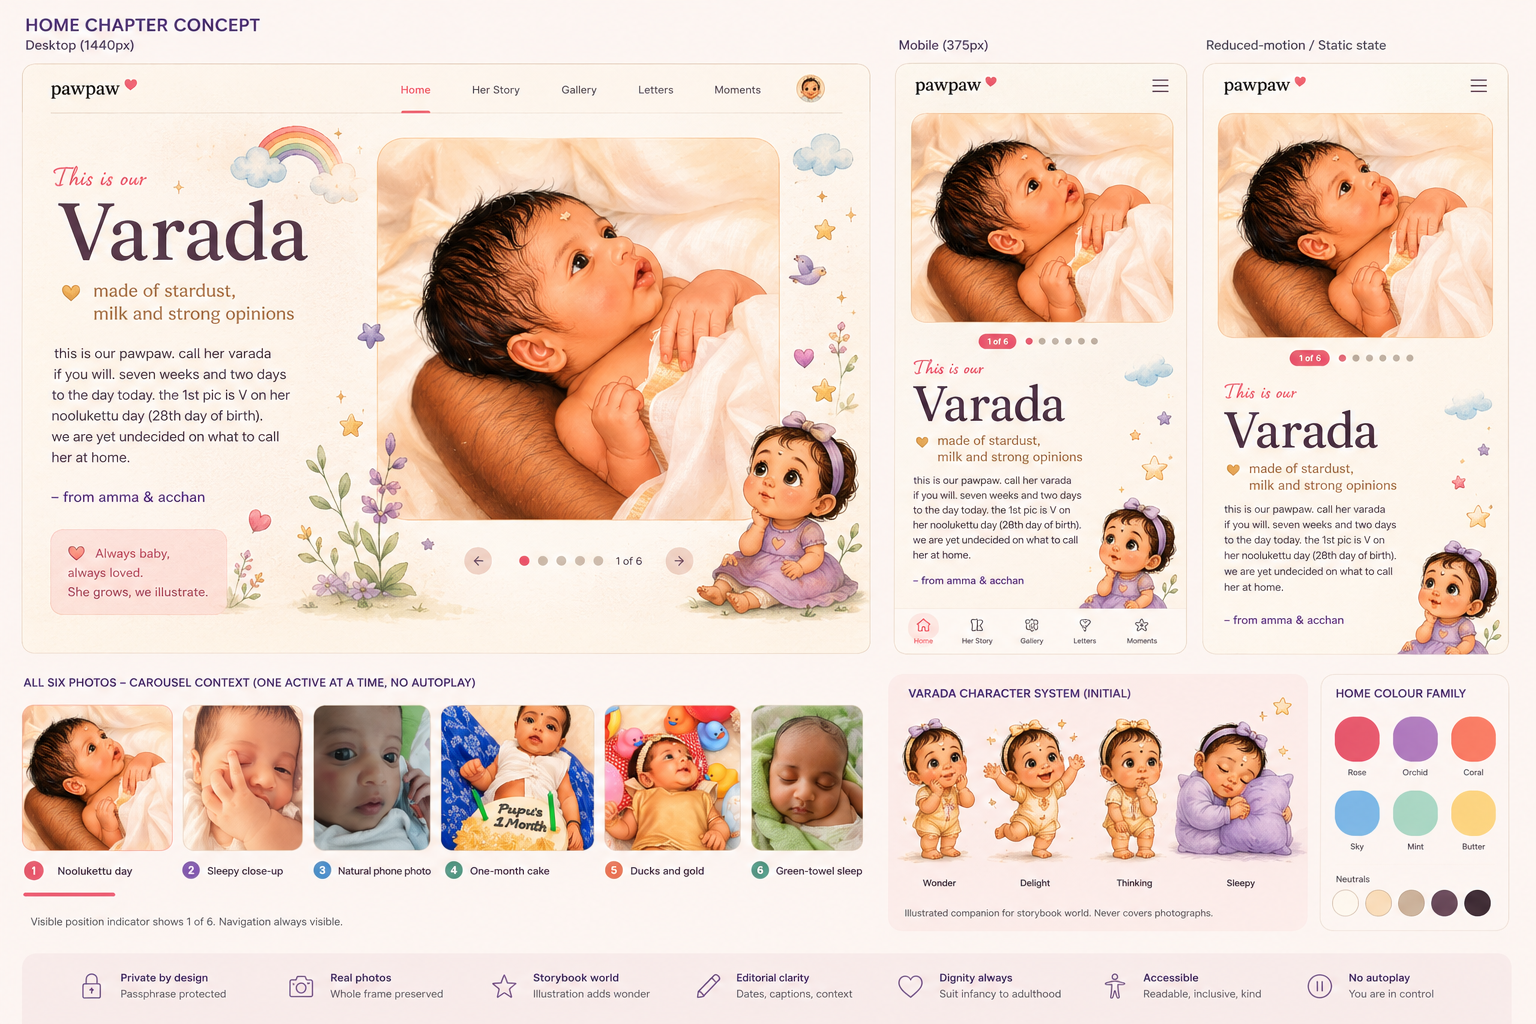 HOME CHAPTER CONCEPT
Desktop (1440px)
pawpaw
Home
Her Story
Gallery
Letters
Moments
This is our
Varada
made of stardust,
milk and strong opinions
this is our pawpaw. call her varada
if you will. seven weeks and two days
to the day today. the 1st pic is V on her
noolukettu day (28th day of birth).
we are yet undecided on what to call
her at home.
– from amma & acchan
Always baby,
always loved.
She grows, we illustrate.
1 of 6
Mobile (375px)
pawpaw
1 of 6
This is our
Varada
made of stardust,
milk and strong opinions
this is our pawpaw. call her varada
if you will. seven weeks and two days
to the day today. the 1st pic is V on
her noolukettu day (28th day of birth).
we are yet undecided on what to call
her at home.
– from amma & acchan
Home
Her Story
Gallery
Letters
Moments
Reduced-motion / Static state
pawpaw
1 of 6
This is our
Varada
made of stardust,
milk and strong opinions
this is our pawpaw. call her varada
if you will. seven weeks and two days
to the day today. the 1st pic is V on
her noolukettu day (28th day of birth).
we are yet undecided on what to call
her at home.
– from amma & acchan
ALL SIX PHOTOS – CAROUSEL CONTEXT (ONE ACTIVE AT A TIME, NO AUTOPLAY)
Pupu's
1 Month
1 Noolukettu day
2 Sleepy close-up
3 Natural phone photo
4 One-month cake
5 Ducks and gold
6 Green-towel sleep
Visible position indicator shows 1 of 6. Navigation always visible.
VARADA CHARACTER SYSTEM (INITIAL)
Wonder
Delight
Thinking
Sleepy
Illustrated companion for storybook world. Never covers photographs.
HOME COLOUR FAMILY
Rose
Orchid
Coral
Sky
Mint
Butter
Neutrals
Private by design
Passphrase protected
Real photos
Whole frame preserved
Storybook world
Illustration adds wonder
Editorial clarity
Dates, captions, context
Dignity always
Suit infancy to adulthood
Accessible
Readable, inclusive, kind
No autoplay
You are in control